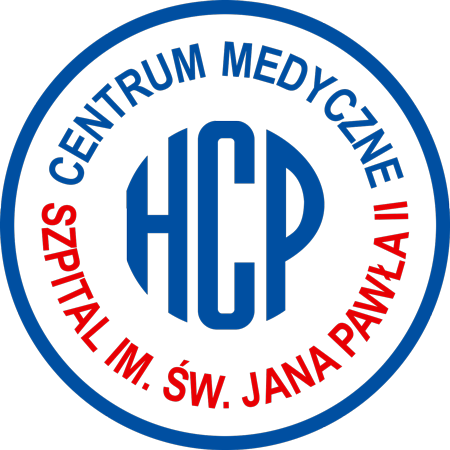 CENTRUM MEDYCZNE
HCP
SZPITAL IM. ŚW. JANA PAWŁA II